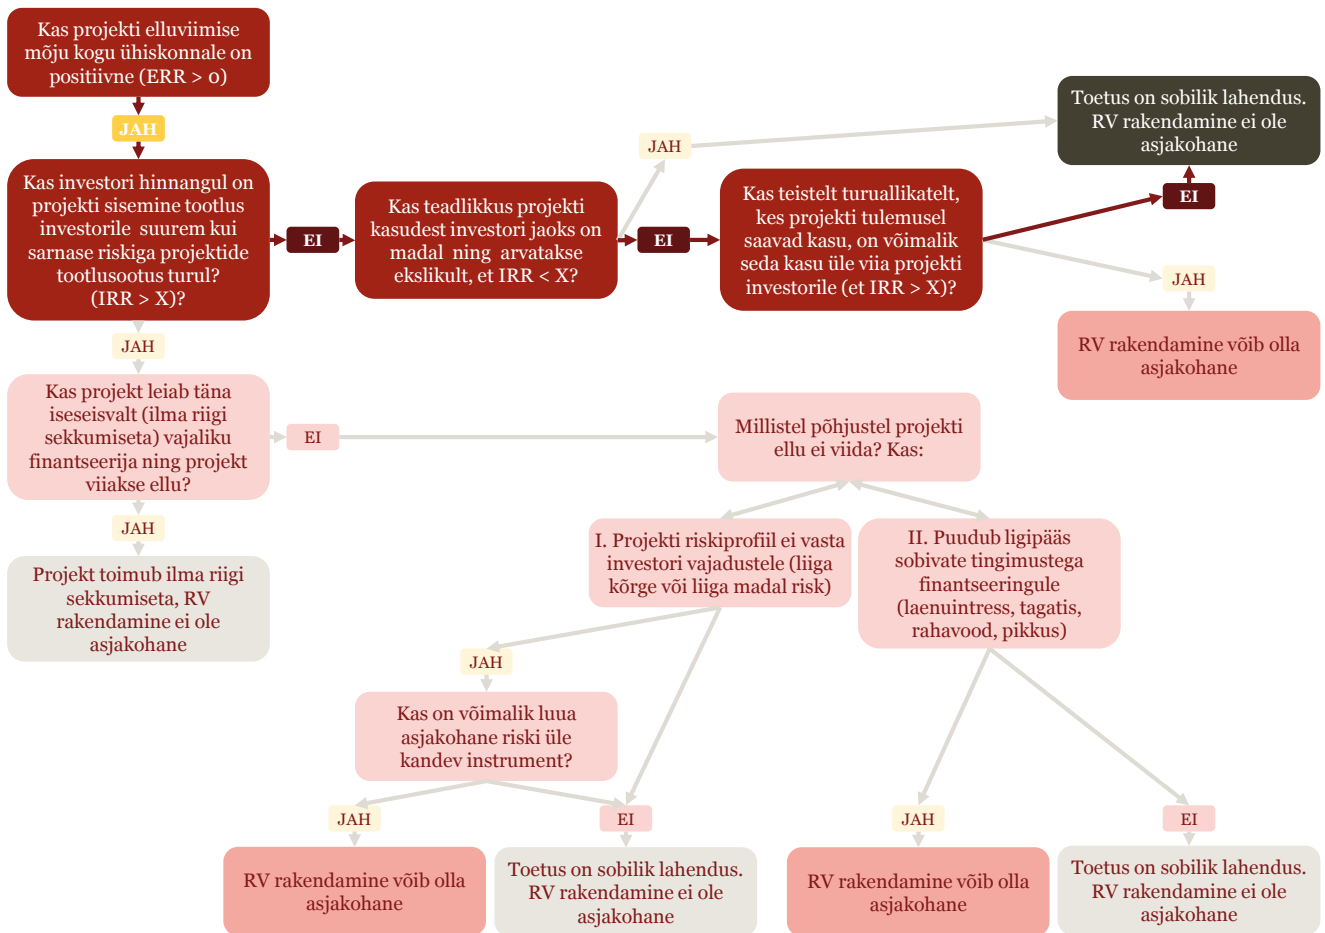 Kas projekti elluviimise
mõju kogu ühiskonnale on
positiivne (ERR > 0)
JAH
Kas investori hinnangul on
projekti sisemine tootlus
investorile suurem kui
sarnase riskiga projektide
tootlusootus turul?
(IRR > X)?
EI
Kas teadlikkus projekti
kasudest investori jaoks on
madal ning arvatakse
ekslikult, et IRR < X?
JAH
EI
Kas teistelt turuallikatelt,
kes projekti tulemusel
saavad kasu, on võimalik
seda kasu üle viia projekti
investorile (et IRR > X)?
Toetus on sobilik lahendus.
RV rakendamine ei ole
asjakohane
EI
JAH
RV rakendamine võib olla
asjakohane
JAH
Kas projekt leiab täna
iseseisvalt (ilma riigi
sekkumiseta) vajaliku
finantseerija ning projekt
viiakse ellu?
EI
Millistel põhjustel projekti
ellu ei viida? Kas:
JAH
Projekt toimub ilma riigi
sekkumiseta, RV
rakendamine ei ole
asjakohane
I. Projekti riskiprofiil ei vasta
investori vajadustele (liiga
kõrge või liiga madal risk)
II. Puudub ligipääs
sobivate tingimustega
finantseeringule
(laenuintress, tagatis,
rahavood, pikkus)
JAH
Kas on võimalik luua
asjakohane riski üle
kandev instrument?
JAH
EI
JAH
EI
RV rakendamine võib olla
asjakohane
Toetus on sobilik lahendus.
RV rakendamine ei ole
asjakohane
RV rakendamine võib olla
asjakohane
Toetus on sobilik lahendus.
RV rakendamine ei ole
asjakohane